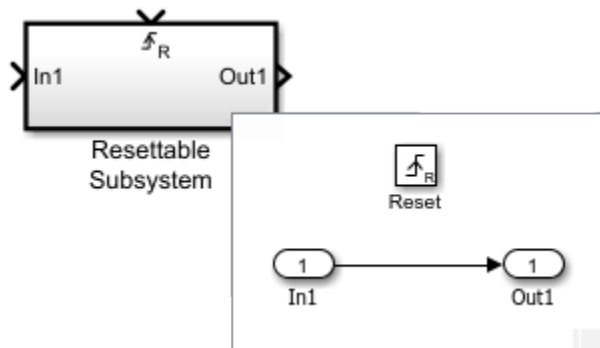 R
In1 Out1
Resettable
Subsystem
R
Reset
1 1
In1 Out1